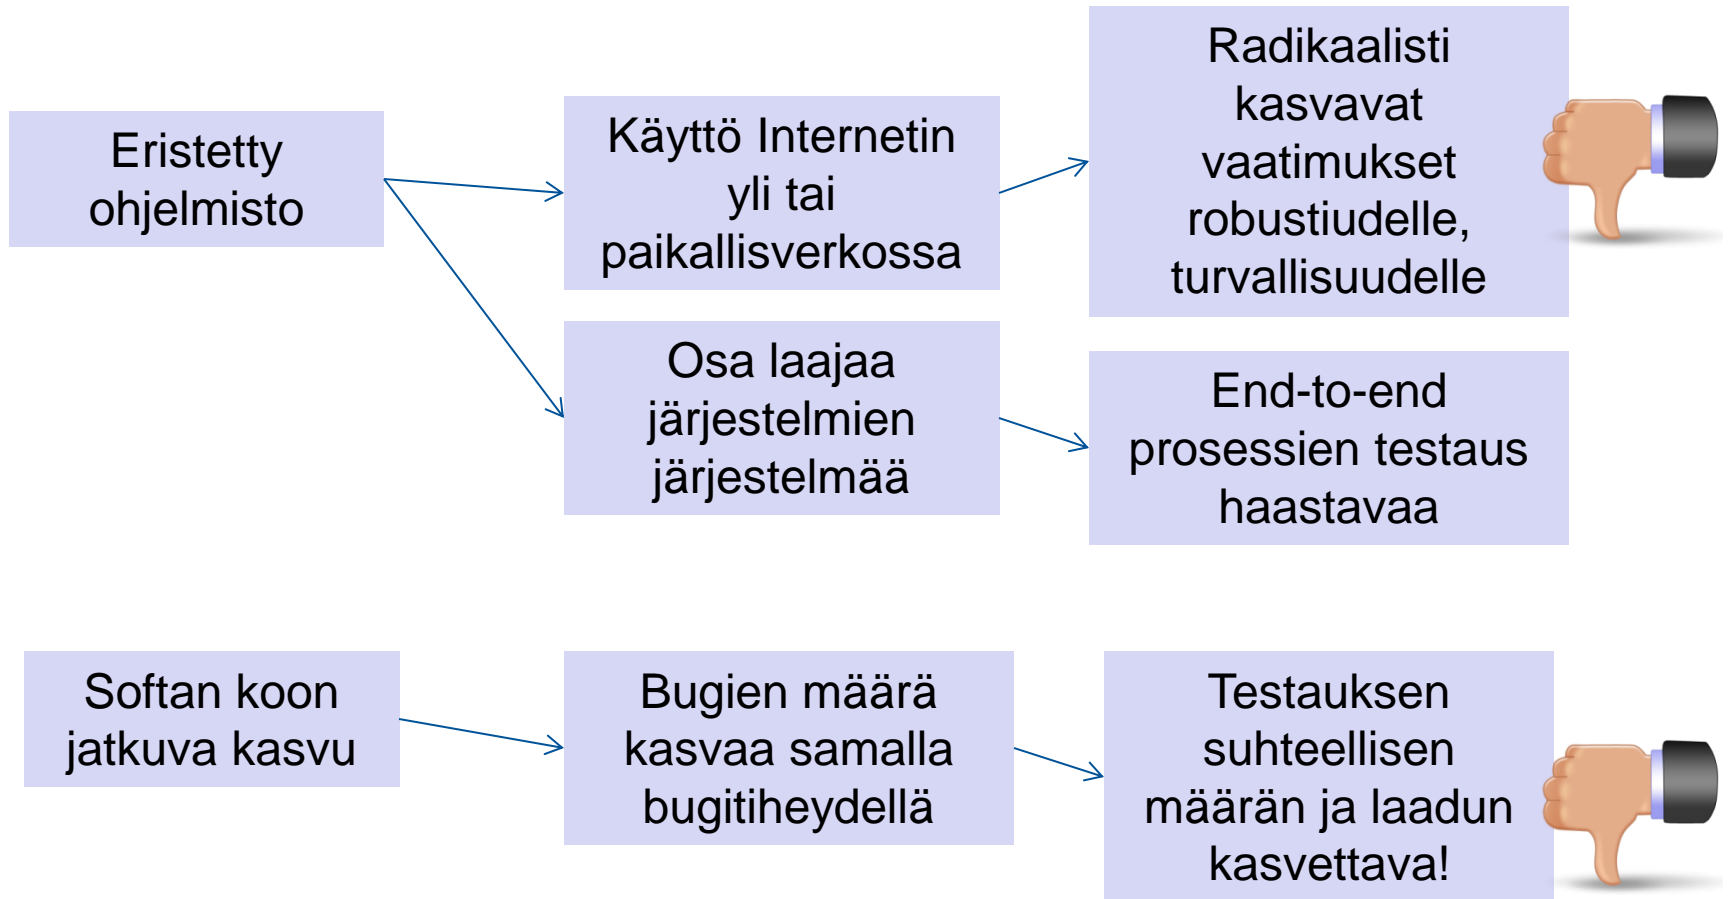 Eristetty
ohjelmisto
Käyttö Internetin
yli tai
paikallisverkossa
Radikaalisti
kasvavat
vaatimukset
robustiudelle,
turvallisuudelle
Osa laajaa
järjestelmien
järjestelmää
End-to-end
prosessien testaus
haastavaa
Softan koon
jatkuva kasvu
Bugien määrä
kasvaa samalla
bugitiheydellä
Testauksen
suhteellisen
määrän ja laadun
kasvettava!